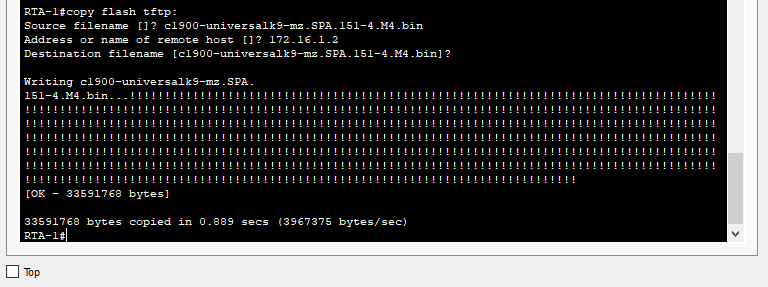 RTA-1#copy flash tftp:
Source filename []? c1900-universalk9-mz.SPA.151-4.M4.bin
Address or name of remote host []? 172.16.1.2
Destination filename [c1900-universalk9-mz.SPA.151-4.M4.bin]?
Writing c1900-universalk9-mz.SPA.
151-4.M4.bin...!!!!!!!!!!!!!!!!!!!!!!!!!!!!!!!!!!!!!!!!!!!!!!!!!!!!!!!!!!!!!!!!!!!!!!!!!!!!!!!!!!!!
!!!!!!!!!!!!!!!!!!!!!!!!!!!!!!!!!!!!!!!!!!!!!!!!!!!!!!!!!!!!!!!!!!!!!!!!!!!!!!!!!!!!!!!!!!!!!!!!!!!
!!!!!!!!!!!!!!!!!!!!!!!!!!!!!!!!!!!!!!!!!!!!!!!!!!!!!!!!!!!!!!!!!!!!!!!!!!!!!!!!!!!!!!!!!!!!!!!!!!!
!!!!!!!!!!!!!!!!!!!!!!!!!!!!!!!!!!!!!!!!!!!!!!!!!!!!!!!!!!!!!!!!!!!!!!!!!!!!!!!!!!!!!!!!!!!!!!!!!!!
!!!!!!!!!!!!!!!!!!!!!!!!!!!!!!!!!!!!!!!!!!!!!!!!!!!!!!!!!!!!!!!!!!!!!!!!!!!!!!!!!!!!!!!!!!!!!!!!!!!
!!!!!!!!!!!!!!!!!!!!!!!!!!!!!!!!!!!!!!!!!!!!!!!!!!!!!!!!!!!!!!!!!!!!!!!!!!!!!!!!!!!!!!!!!!!!!!!!!!!
!!!!!!!!!!!!!!!!!!!!!!!!!!!!!!!!!!!!!!!!!!!!!!!!!!!!!!!!!!!!!!!!!!!!!!!!!!!!!!!
[OK - 33591768 bytes]
33591768 bytes copied in 0.889 secs (3967375 bytes/sec)
RTA-1#
Top